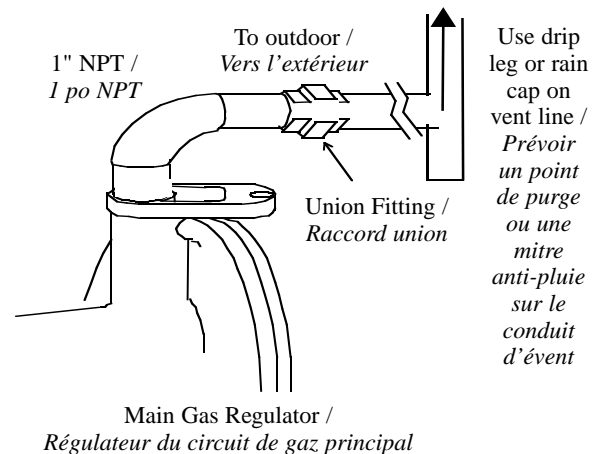 1" NPT /
1 po NPT
To outdoor /
Vers l'extérieur
Use drip
leg or rain
cap on
vent line /
Prévoir
un point
de purge
ou une
mitre
anti-pluie
sur le
conduit
d'évent
Union Fitting /
Raccord union
Main Gas Regulator /
Régulateur du circuit de gaz principal